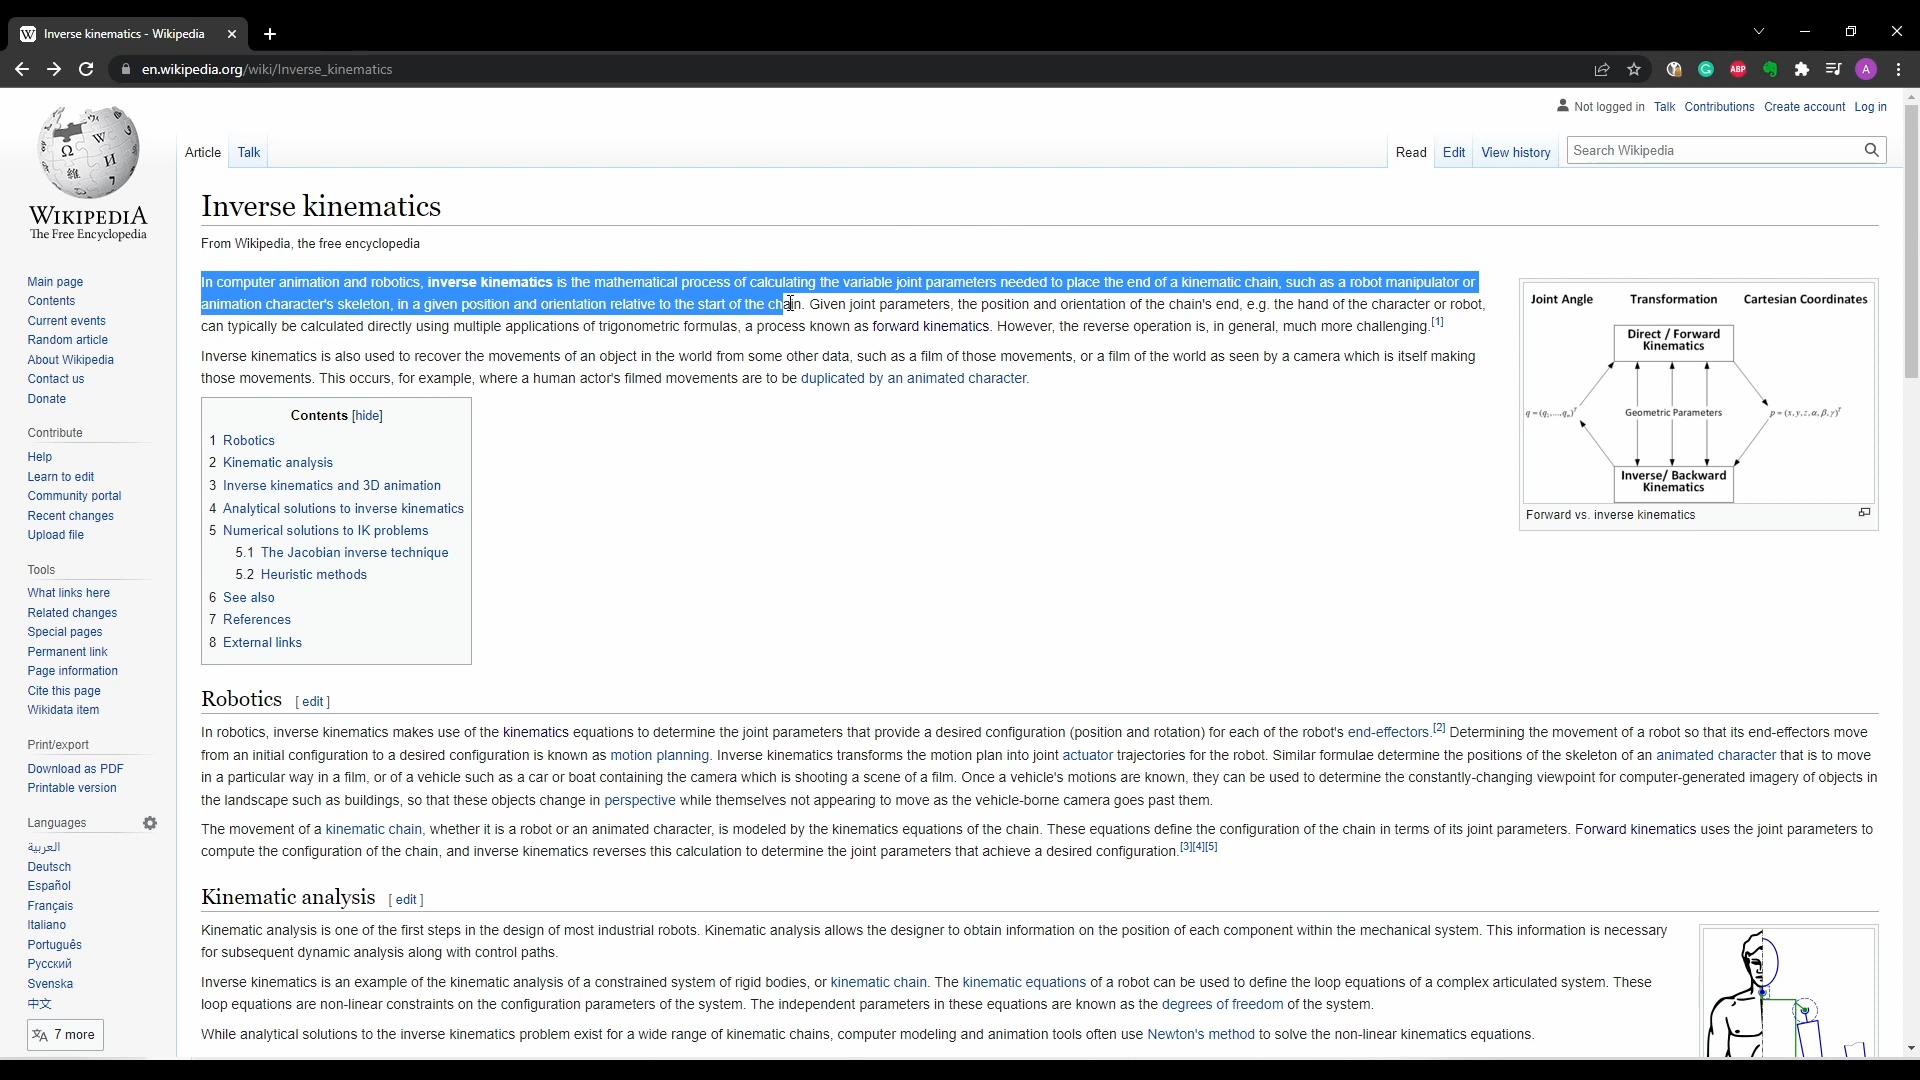 Inverse kinematics - Wikipedia
en.wikipedia.org/wiki/Inverse_kinematics
ABP
A
Not logged in Talk Contributions Create account Log in
Article Talk
Read Edit View history Search Wikipedia
WIKIPEDIA
The Free Encyclopedia
Main page
Contents
Current events
Random article
About Wikipedia
Contact us
Donate
Contribute
Help
Learn to edit
Community portal
Recent changes
Upload file
Tools
What links here
Related changes
Special pages
Permanent link
Page information
Cite this page
Wikidata item
Print/export
Download as PDF
Printable version
Languages
العربية
Deutsch
Español
Français
Italiano
Português
Русский
Svenska
中文
7 more
Inverse kinematics
From Wikipedia, the free encyclopedia
In computer animation and robotics, inverse kinematics is the mathematical process of calculating the variable joint parameters needed to place the end of a kinematic chain, such as a robot manipulator or
animation character's skeleton, in a given position and orientation relative to the start of the chain. Given joint parameters, the position and orientation of the chain's end, e.g. the hand of the character or robot,
can typically be calculated directly using multiple applications of trigonometric formulas, a process known as forward kinematics. However, the reverse operation is, in general, much more challenging.[1]
Inverse kinematics is also used to recover the movements of an object in the world from some other data, such as a film of those movements, or a film of the world as seen by a camera which is itself making
those movements. This occurs, for example, where a human actor's filmed movements are to be duplicated by an animated character.
Joint Angle Transformation Cartesian Coordinates
Direct / Forward
Kinematics
Geometric Parameters
p = (x, y, z, α, β, γ)ᵀ
Inverse/ Backward
Kinematics
Forward vs. inverse kinematics
Contents [hide]
1 Robotics
2 Kinematic analysis
3 Inverse kinematics and 3D animation
4 Analytical solutions to inverse kinematics
5 Numerical solutions to IK problems
5.1 The Jacobian inverse technique
5.2 Heuristic methods
6 See also
7 References
8 External links
Robotics [ edit ]
In robotics, inverse kinematics makes use of the kinematics equations to determine the joint parameters that provide a desired configuration (position and rotation) for each of the robot's end-effectors.[2] Determining the movement of a robot so that its end-effectors move
from an initial configuration to a desired configuration is known as motion planning. Inverse kinematics transforms the motion plan into joint actuator trajectories for the robot. Similar formulae determine the positions of the skeleton of an animated character that is to move
in a particular way in a film, or of a vehicle such as a car or boat containing the camera which is shooting a scene of a film. Once a vehicle's motions are known, they can be used to determine the constantly-changing viewpoint for computer-generated imagery of objects in
the landscape such as buildings, so that these objects change in perspective while themselves not appearing to move as the vehicle-borne camera goes past them.
The movement of a kinematic chain, whether it is a robot or an animated character, is modeled by the kinematics equations of the chain. These equations define the configuration of the chain in terms of its joint parameters. Forward kinematics uses the joint parameters to
compute the configuration of the chain, and inverse kinematics reverses this calculation to determine the joint parameters that achieve a desired configuration.[3][4][5]
Kinematic analysis [ edit ]
Kinematic analysis is one of the first steps in the design of most industrial robots. Kinematic analysis allows the designer to obtain information on the position of each component within the mechanical system. This information is necessary
for subsequent dynamic analysis along with control paths.
Inverse kinematics is an example of the kinematic analysis of a constrained system of rigid bodies, or kinematic chain. The kinematic equations of a robot can be used to define the loop equations of a complex articulated system. These
loop equations are non-linear constraints on the configuration parameters of the system. The independent parameters in these equations are known as the degrees of freedom of the system.
While analytical solutions to the inverse kinematics problem exist for a wide range of kinematic chains, computer modeling and animation tools often use Newton's method to solve the non-linear kinematics equations.